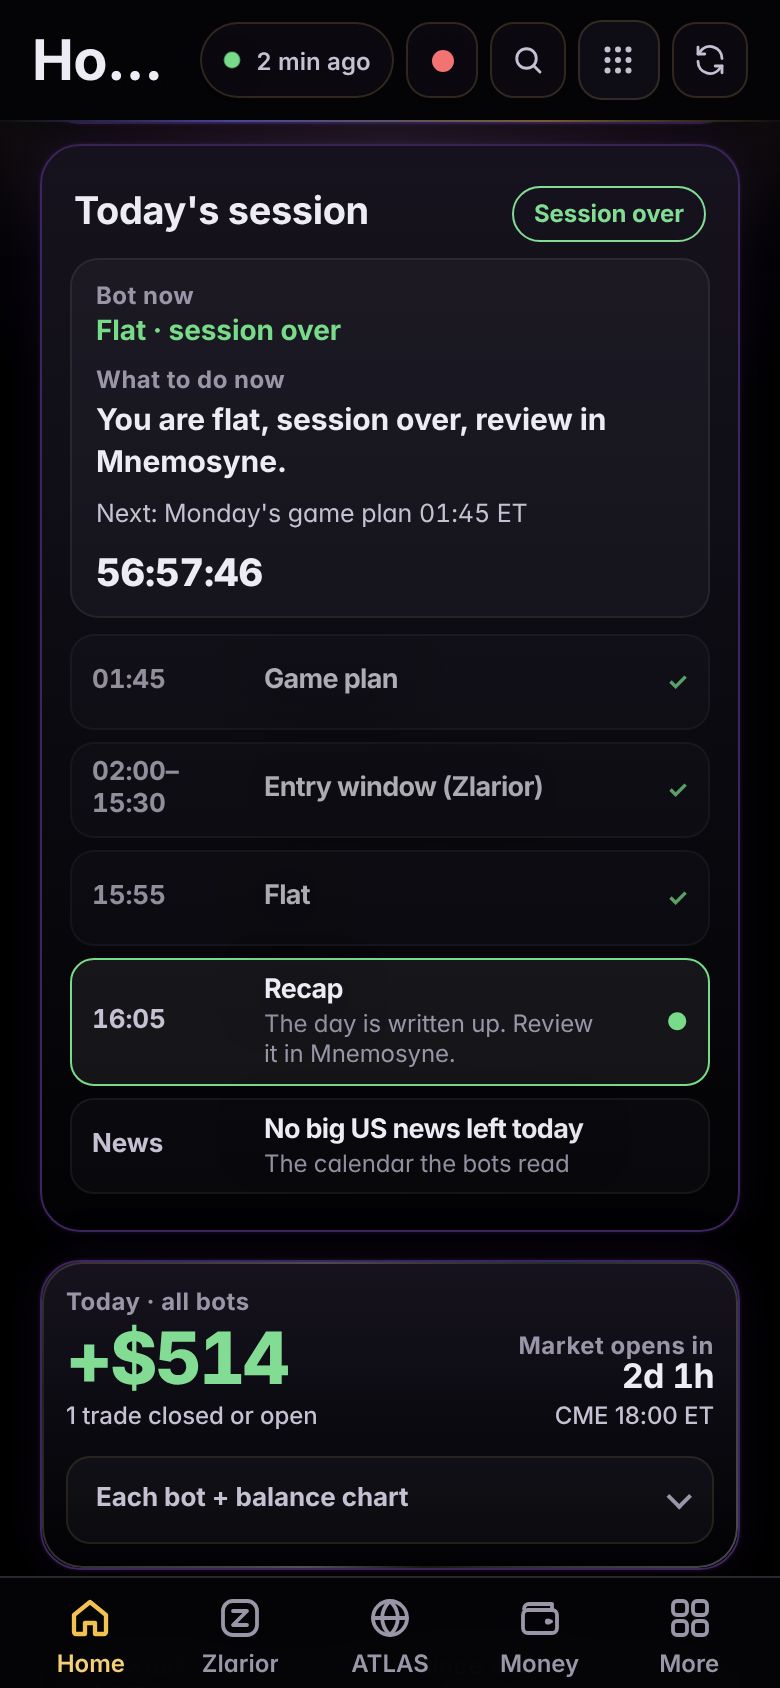 Ho...
2 min ago
Today's session
Session over
Bot now
Flat · session over
What to do now
You are flat, session over, review in
Mnemosyne.
Next: Monday's game plan 01:45 ET
56:57:46
01:45
Game plan
02:00–
15:30
Entry window (Zlarior)
15:55
Flat
16:05
Recap
The day is written up. Review
it in Mnemosyne.
News
No big US news left today
The calendar the bots read
Today · all bots
+$514
1 trade closed or open
Market opens in
2d 1h
CME 18:00 ET
Each bot + balance chart
Home
Zlarior
ATLAS
Money
More